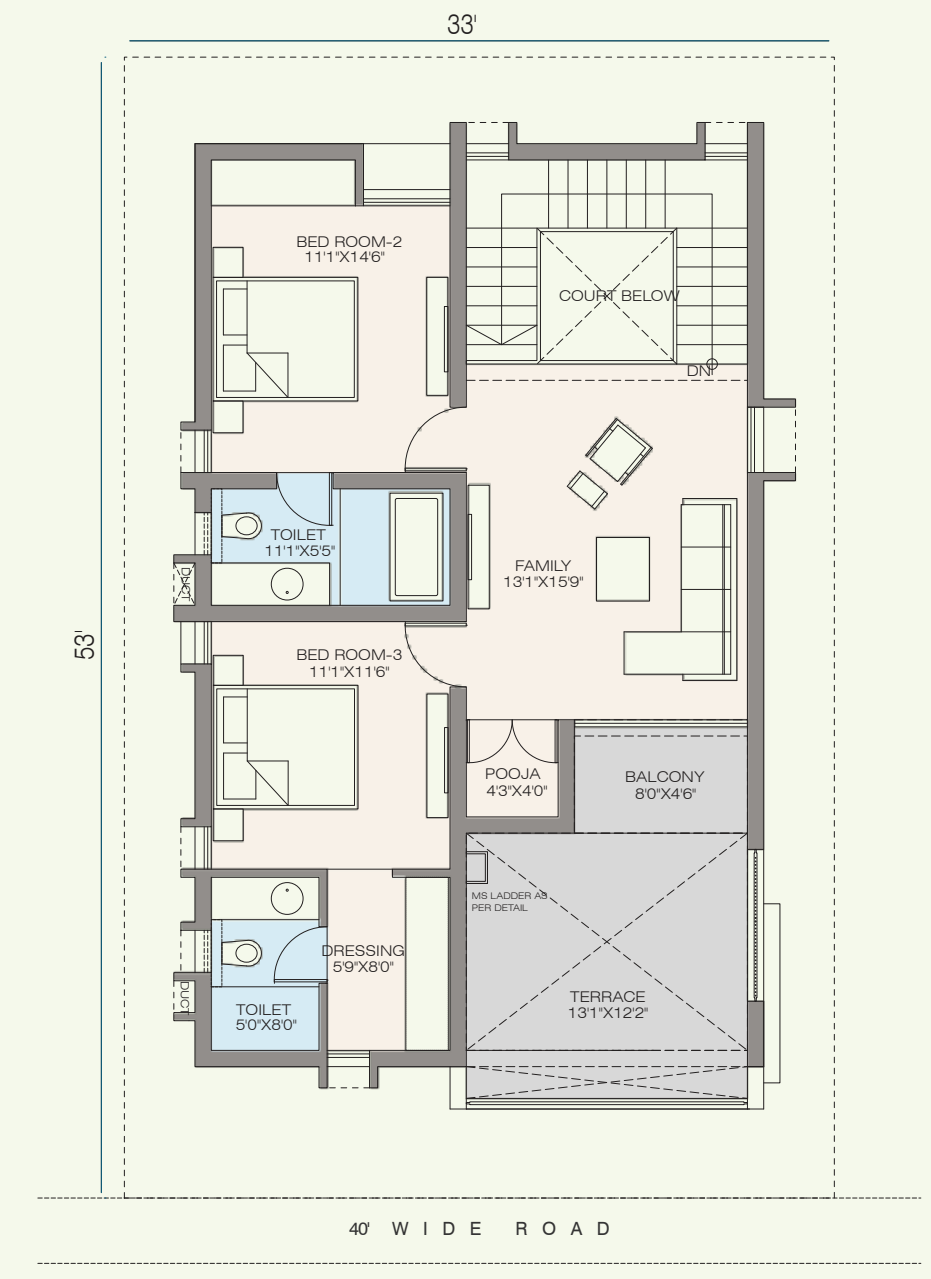 33'
BED ROOM-2
11'1"X14'6"
COURT BELOW
DN
TOILET
11'1"X5'5"
DUCT
FAMILY
13'1"X15'9"
53'
BED ROOM-3
11'1"X11'6"
POOJA
4'3"X4'0"
BALCONY
8'0"X4'6"
MS LADDER AS
PER DETAIL
DRESSING
5'9"X8'0"
DUCT
TOILET
5'0"X8'0"
TERRACE
13'1"X12'2"
40' WIDE ROAD